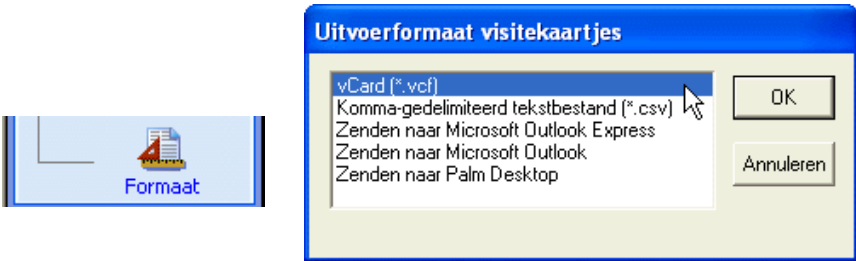 Uitvoerformaat visitekaartjes
vCard (*.vcf)
Komma-gedelimiteerd tekstbestand (*.csv)
Zenden naar Microsoft Outlook Express
Zenden naar Microsoft Outlook
Zenden naar Palm Desktop
OK
Annuleren
Formaat